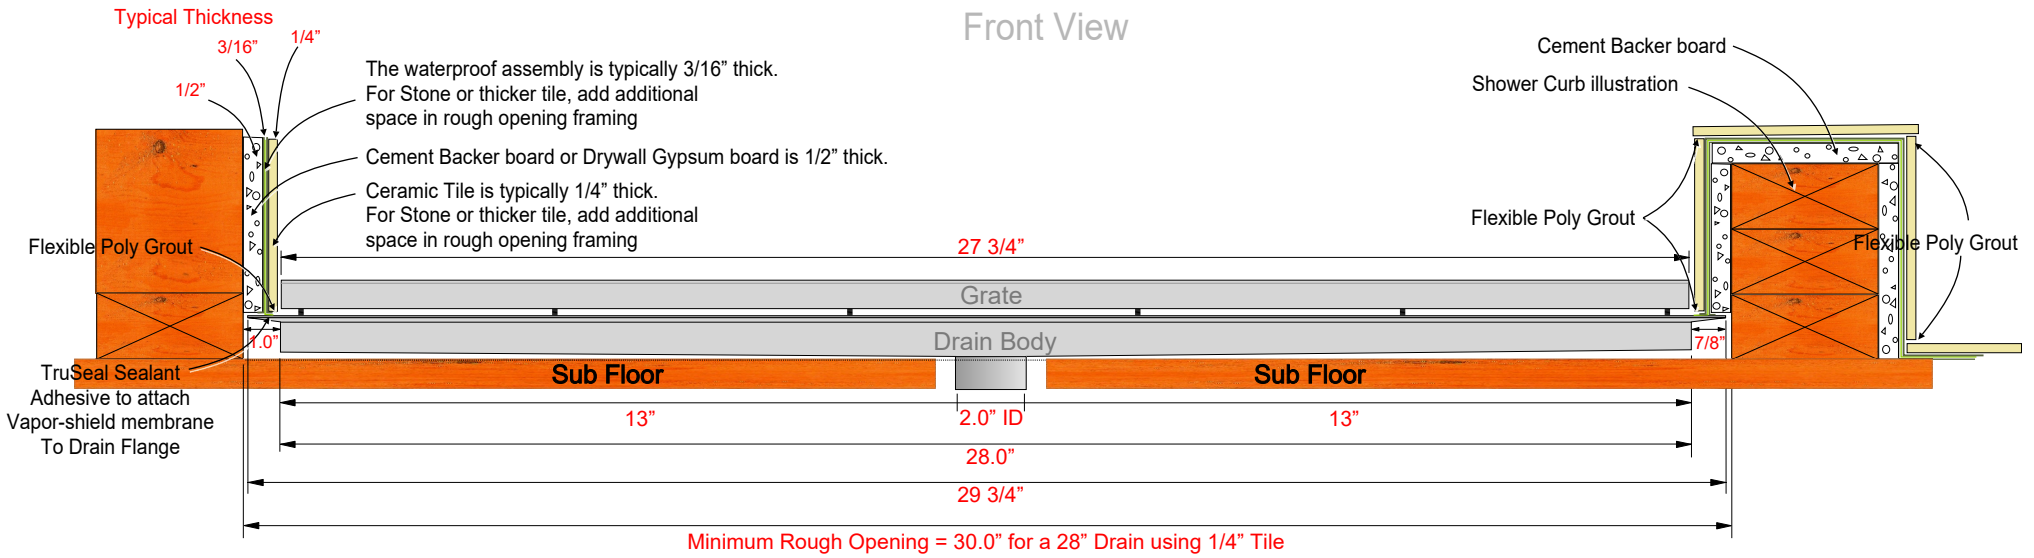 Front View
Typical Thickness
3/16”
1/4”
1/2”
The waterproof assembly is typically 3/16” thick.
For Stone or thicker tile, add additional
space in rough opening framing
Cement Backer board or Drywall Gypsum board is 1/2” thick.
Ceramic Tile is typically 1/4” thick.
For Stone or thicker tile, add additional
space in rough opening framing
Cement Backer board
Shower Curb illustration
Flexible Poly Grout
Flexible Poly Grout
Flexible Poly Grout
27 3/4”
Grate
Drain Body
1.0”
7/8”
Sub Floor
Sub Floor
TruSeal Sealant
Adhesive to attach
Vapor-shield membrane
To Drain Flange
13”
2.0” ID
13”
28.0”
29 3/4”
Minimum Rough Opening = 30.0” for a 28” Drain using 1/4” Tile